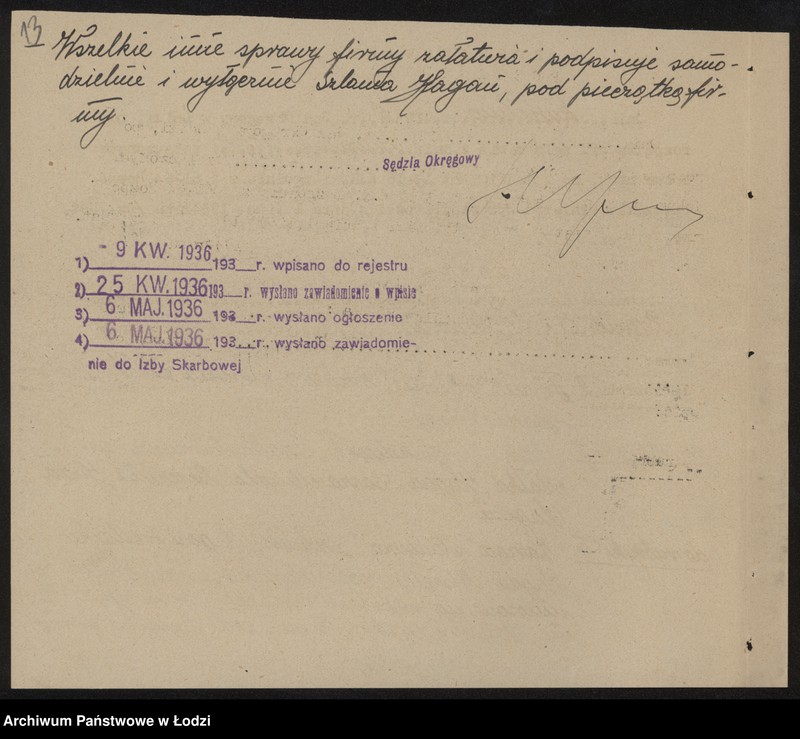 13
Wszelkie inne sprawy firmy załatwia i podpisuje samo-
dzielnie i wyłącznie Szlama Kagan, pod pieczątką fir-
my.
Sędzia Okręgowy
1) - 9 KW. 1936 193 r. wpisano do rejestru
2) 25 KW. 1936 193 r. wysłano zawiadomienie o wpisie
3) 6 MAJ. 1936 193 r. wysłano ogłoszenie
4) 6 MAJ. 1936 193 r. wysłano zawiadomie-
nie do Izby Skarbowej
Archiwum Państwowe w Łodzi